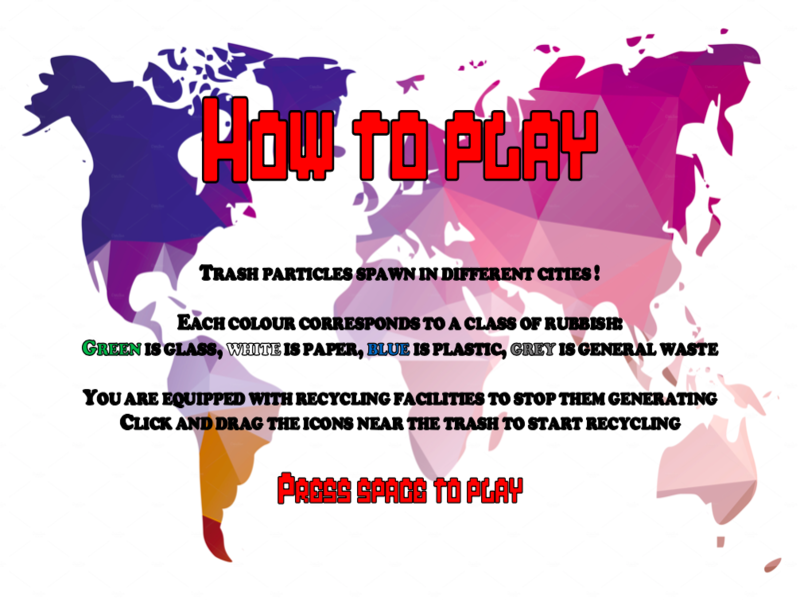 How to play
Trash particles spawn in different cities!
Each colour corresponds to a class of rubbish:
Green is glass, white is paper, blue is plastic, grey is general waste
You are equipped with recycling facilities to stop them generating
Click and drag the icons near the trash to start recycling
Press space to play